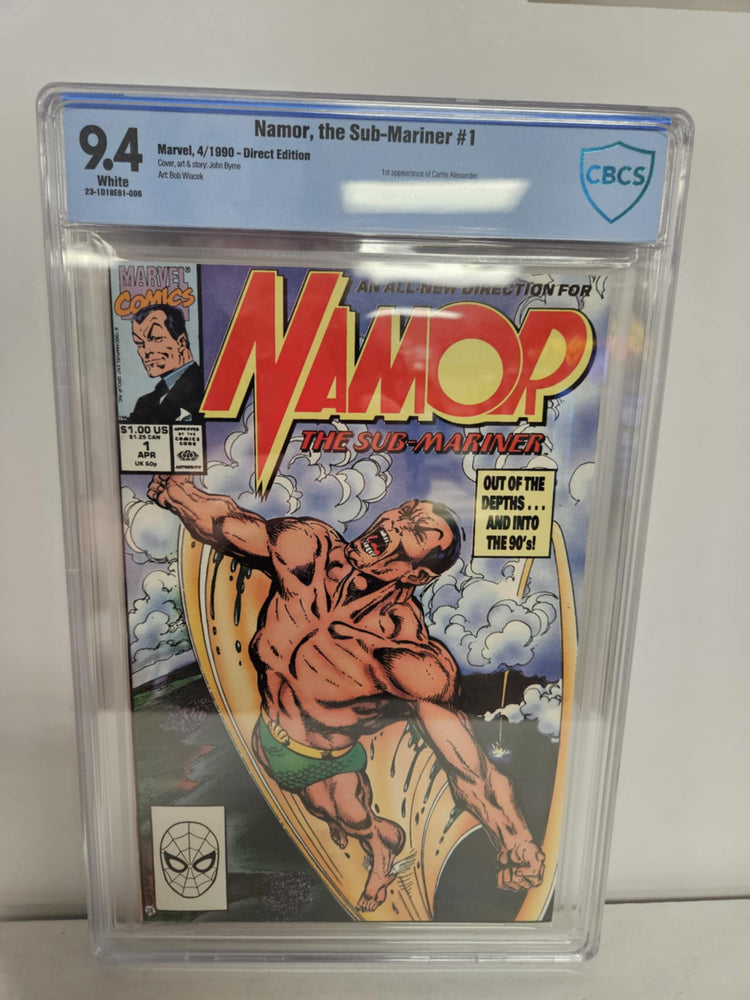 9.4
White
23-1D18E61-006
Namor, the Sub-Mariner #1
Marvel, 4/1990 - Direct Edition
Cover, art & story: John Byrne
Art: Bob Wiacek
1st appearance of Carrie Alexander.
CBCS
MARVEL®
COMICS
AN ALL-NEW DIRECTION FOR
NAMOR
THE SUB-MARINER
$1.00 US
$1.25 CAN
1
APR
UK 50p
APPROVED
BY THE
COMICS
CODE
AUTHORITY
OUT OF THE
DEPTHS...
AND INTO
THE 90's!